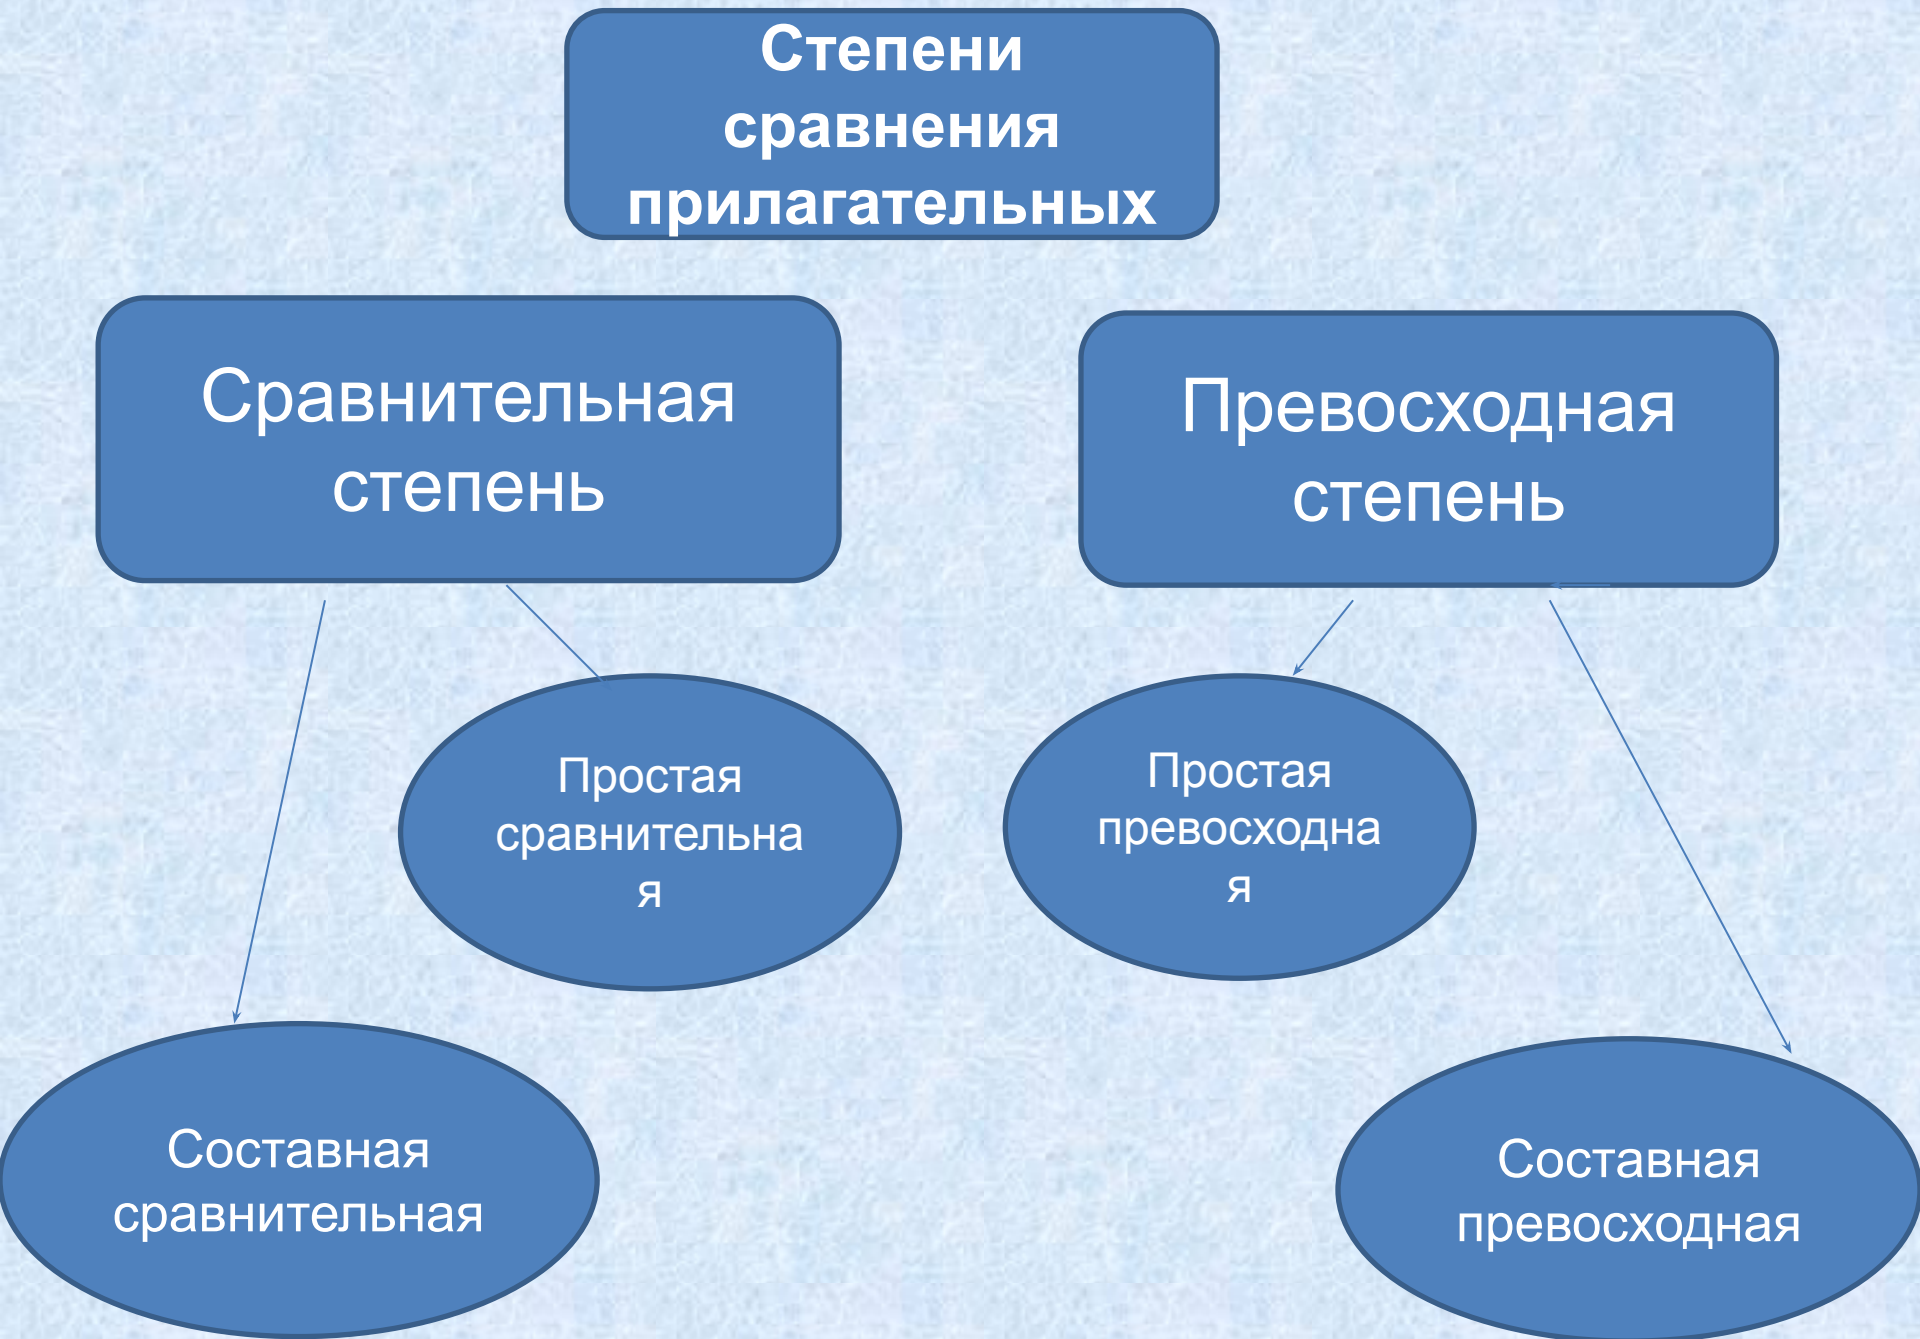 Степени
сравнения
прилагательных
Сравнительная
степень
Превосходная
степень
Простая
сравнительна
я
Простая
превосходна
я
Составная
сравнительная
Составная
превосходная